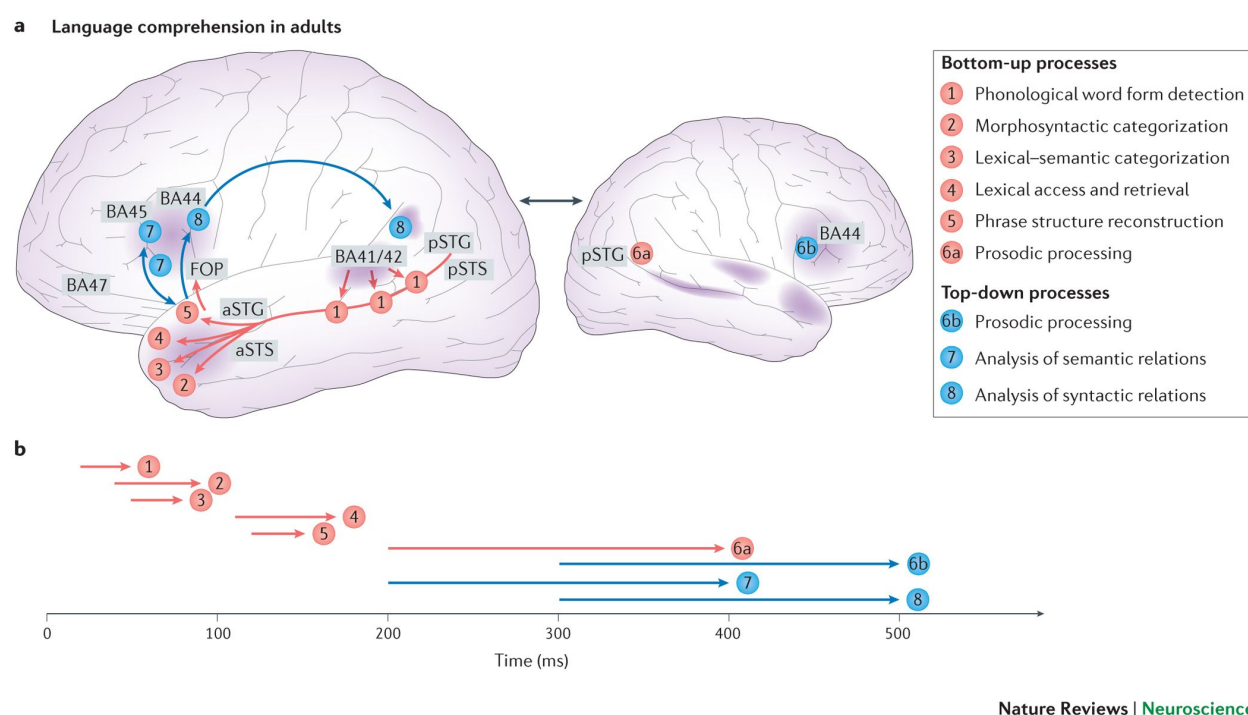 a Language comprehension in adults
BA44
BA45
8
7
7
FOP
BA47
5
aSTG
4
aSTS
3
2
BA41/42
8
pSTG
pSTS
1
1
1
pSTG
6a
6b
BA44
Bottom-up processes
1 Phonological word form detection
2 Morphosyntactic categorization
3 Lexical–semantic categorization
4 Lexical access and retrieval
5 Phrase structure reconstruction
6a Prosodic processing
Top-down processes
6b Prosodic processing
7 Analysis of semantic relations
8 Analysis of syntactic relations
b
1
2
3
4
5
6a
6b
7
8
0 100 200 300 400 500
Time (ms)
Nature Reviews | Neuroscience